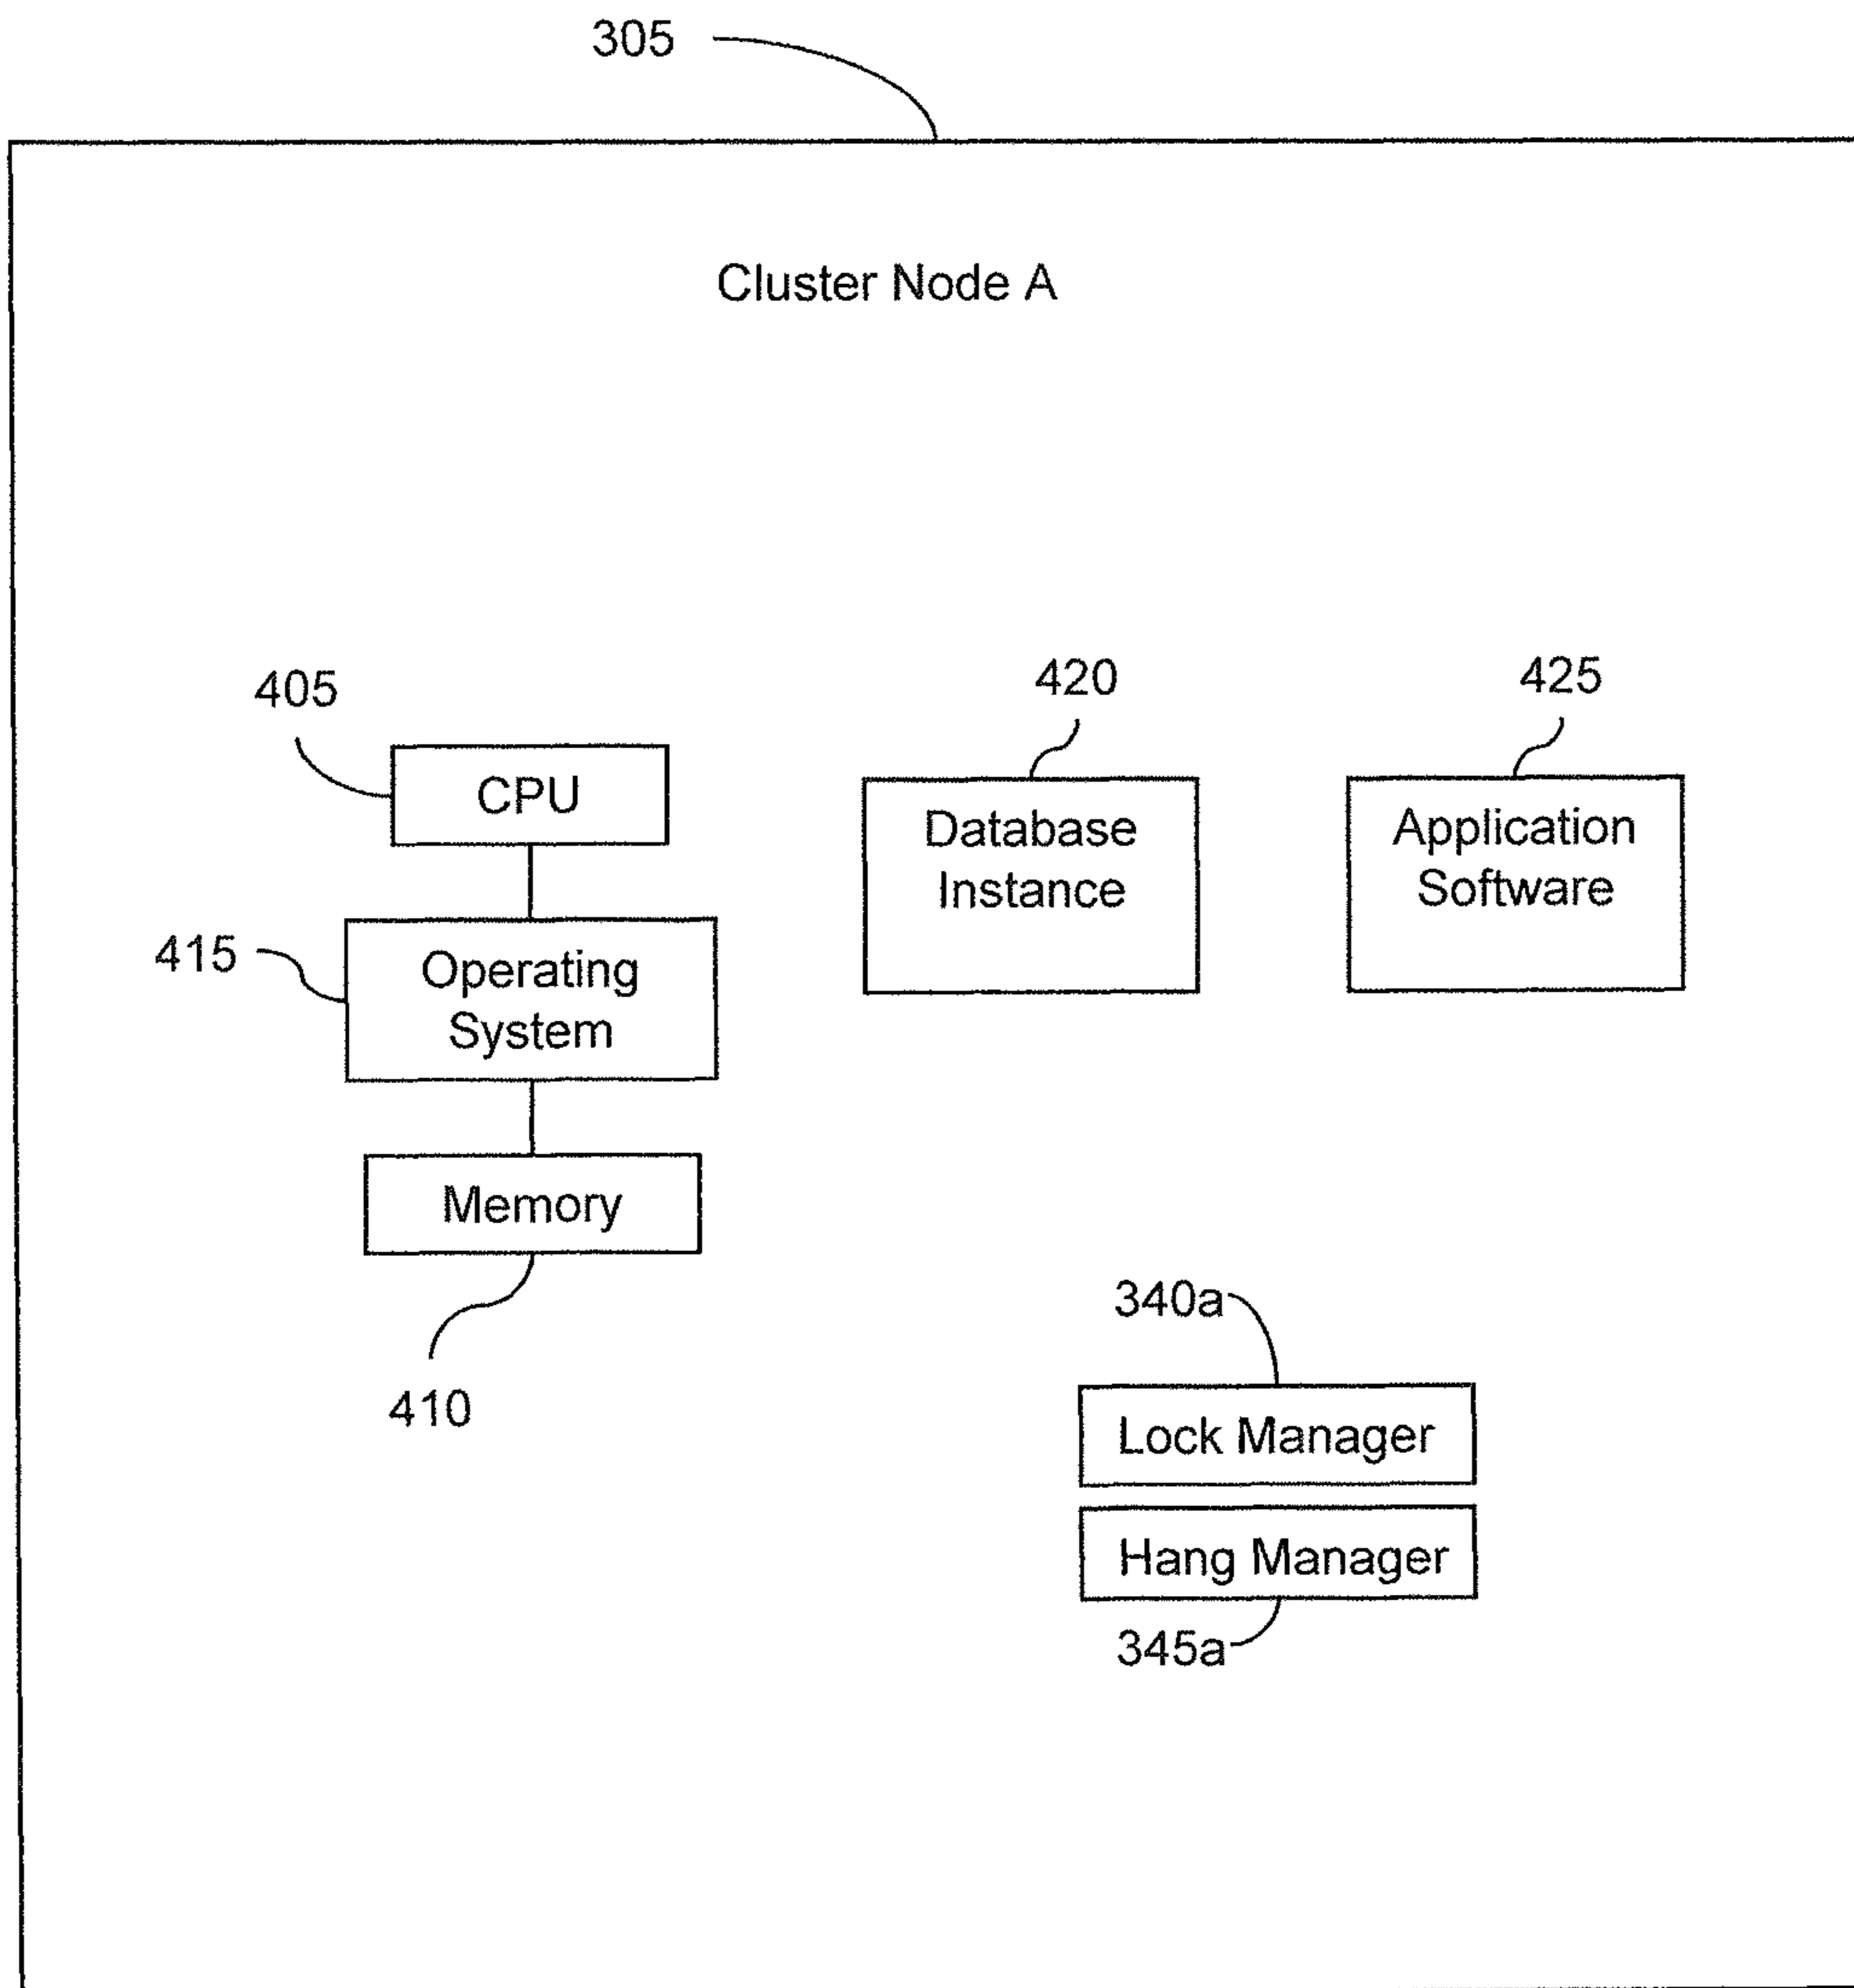 305
Cluster Node A
405
CPU
415
Operating
System
Memory
410
420
Database
Instance
425
Application
Software
340a
Lock Manager
Hang Manager
345a